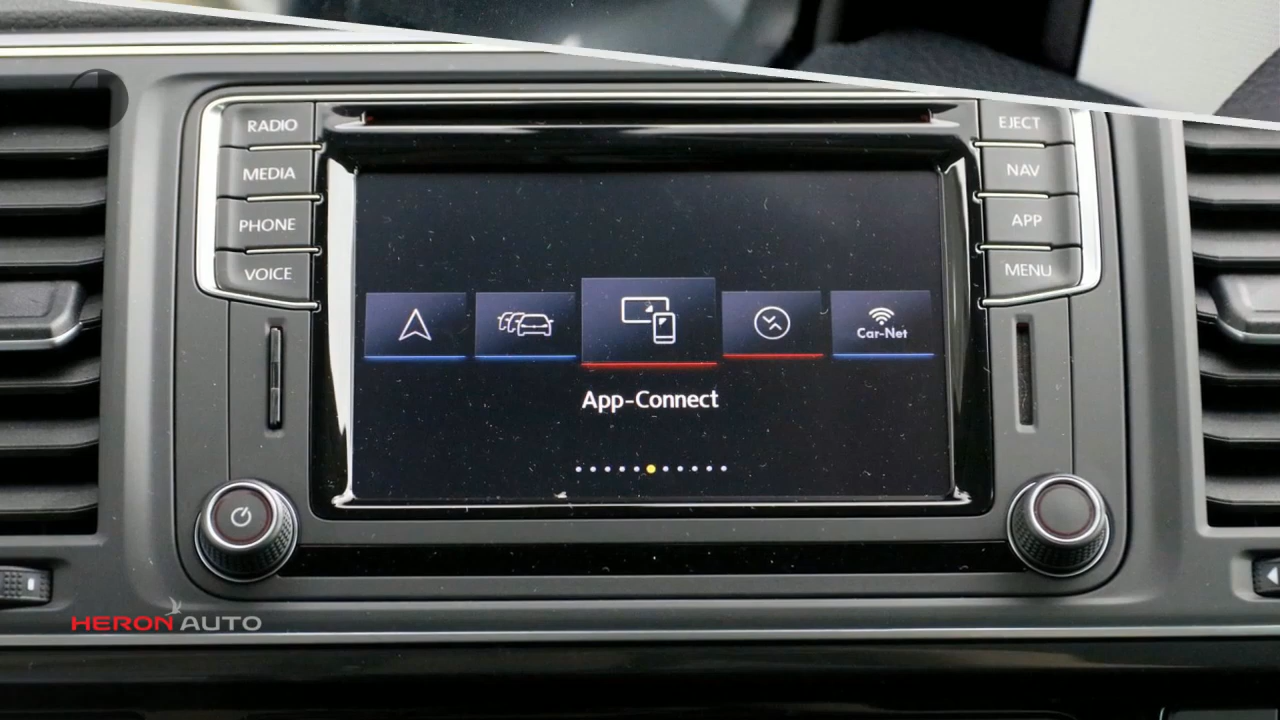 RADIO
MEDIA
PHONE
VOICE
EJECT
NAV
APP
MENU
Car-Net
App-Connect
HERON AUTO